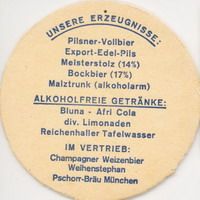 UNSERE ERZEUGNISSE:
Pilsner-Vollbier
Export-Edel-Pils
Meisterstolz (14%)
Bockbier (17%)
Malztrunk (alkoholarm)
ALKOHOLFREIE GETRÄNKE:
Bluna - Afri Cola
div. Limonaden
Reichenhaller Tafelwasser
IM VERTRIEB:
Champagner Weizenbier
Weihenstephan
Pschorr-Bräu München